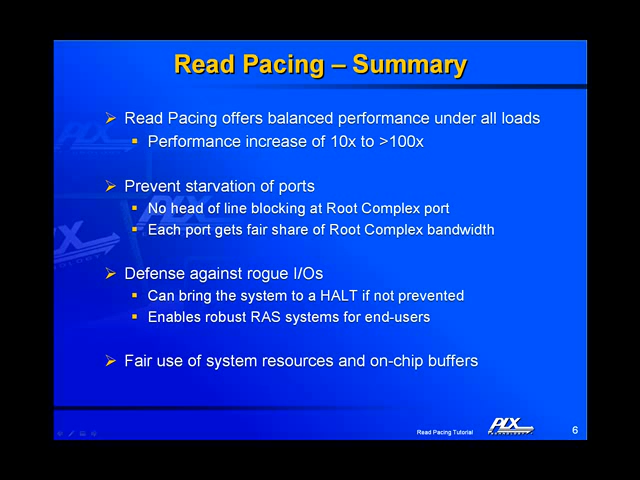 Read Pacing – Summary
Read Pacing offers balanced performance under all loads
Performance increase of 10x to >100x
Prevent starvation of ports
No head of line blocking at Root Complex port
Each port gets fair share of Root Complex bandwidth
Defense against rogue I/Os
Can bring the system to a HALT if not prevented
Enables robust RAS systems for end-users
Fair use of system resources and on-chip buffers
Read Pacing Tutorial
PLX
TECHNOLOGY
6